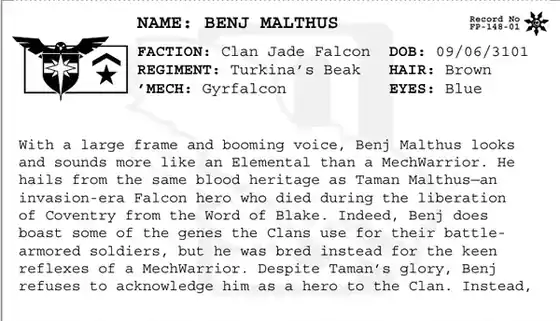 NAME: BENJ MALTHUS
Record No
FP-148-01
FACTION: Clan Jade Falcon DOB: 09/06/3101
REGIMENT: Turkina’s Beak HAIR: Brown
’MECH: Gyrfalcon EYES: Blue
With a large frame and booming voice, Benj Malthus looks
and sounds more like an Elemental than a MechWarrior. He
hails from the same blood heritage as Taman Malthus—an
invasion-era Falcon hero who died during the liberation
of Coventry from the Word of Blake. Indeed, Benj does
boast some of the genes the Clans use for their battle-
armored soldiers, but he was bred instead for the keen
reflexes of a MechWarrior. Despite Taman’s glory, Benj
refuses to acknowledge him as a hero to the Clan. Instead,